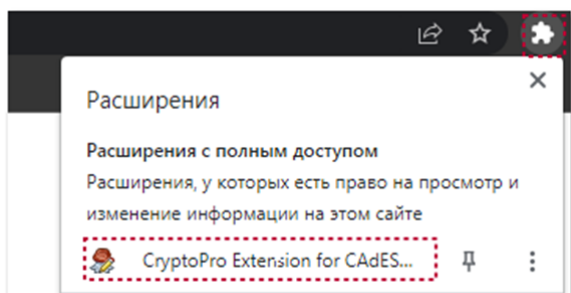 Расширения
Расширения с полным доступом
Расширения, у которых есть право на просмотр и
изменение информации на этом сайте
CryptoPro Extension for CAdES...